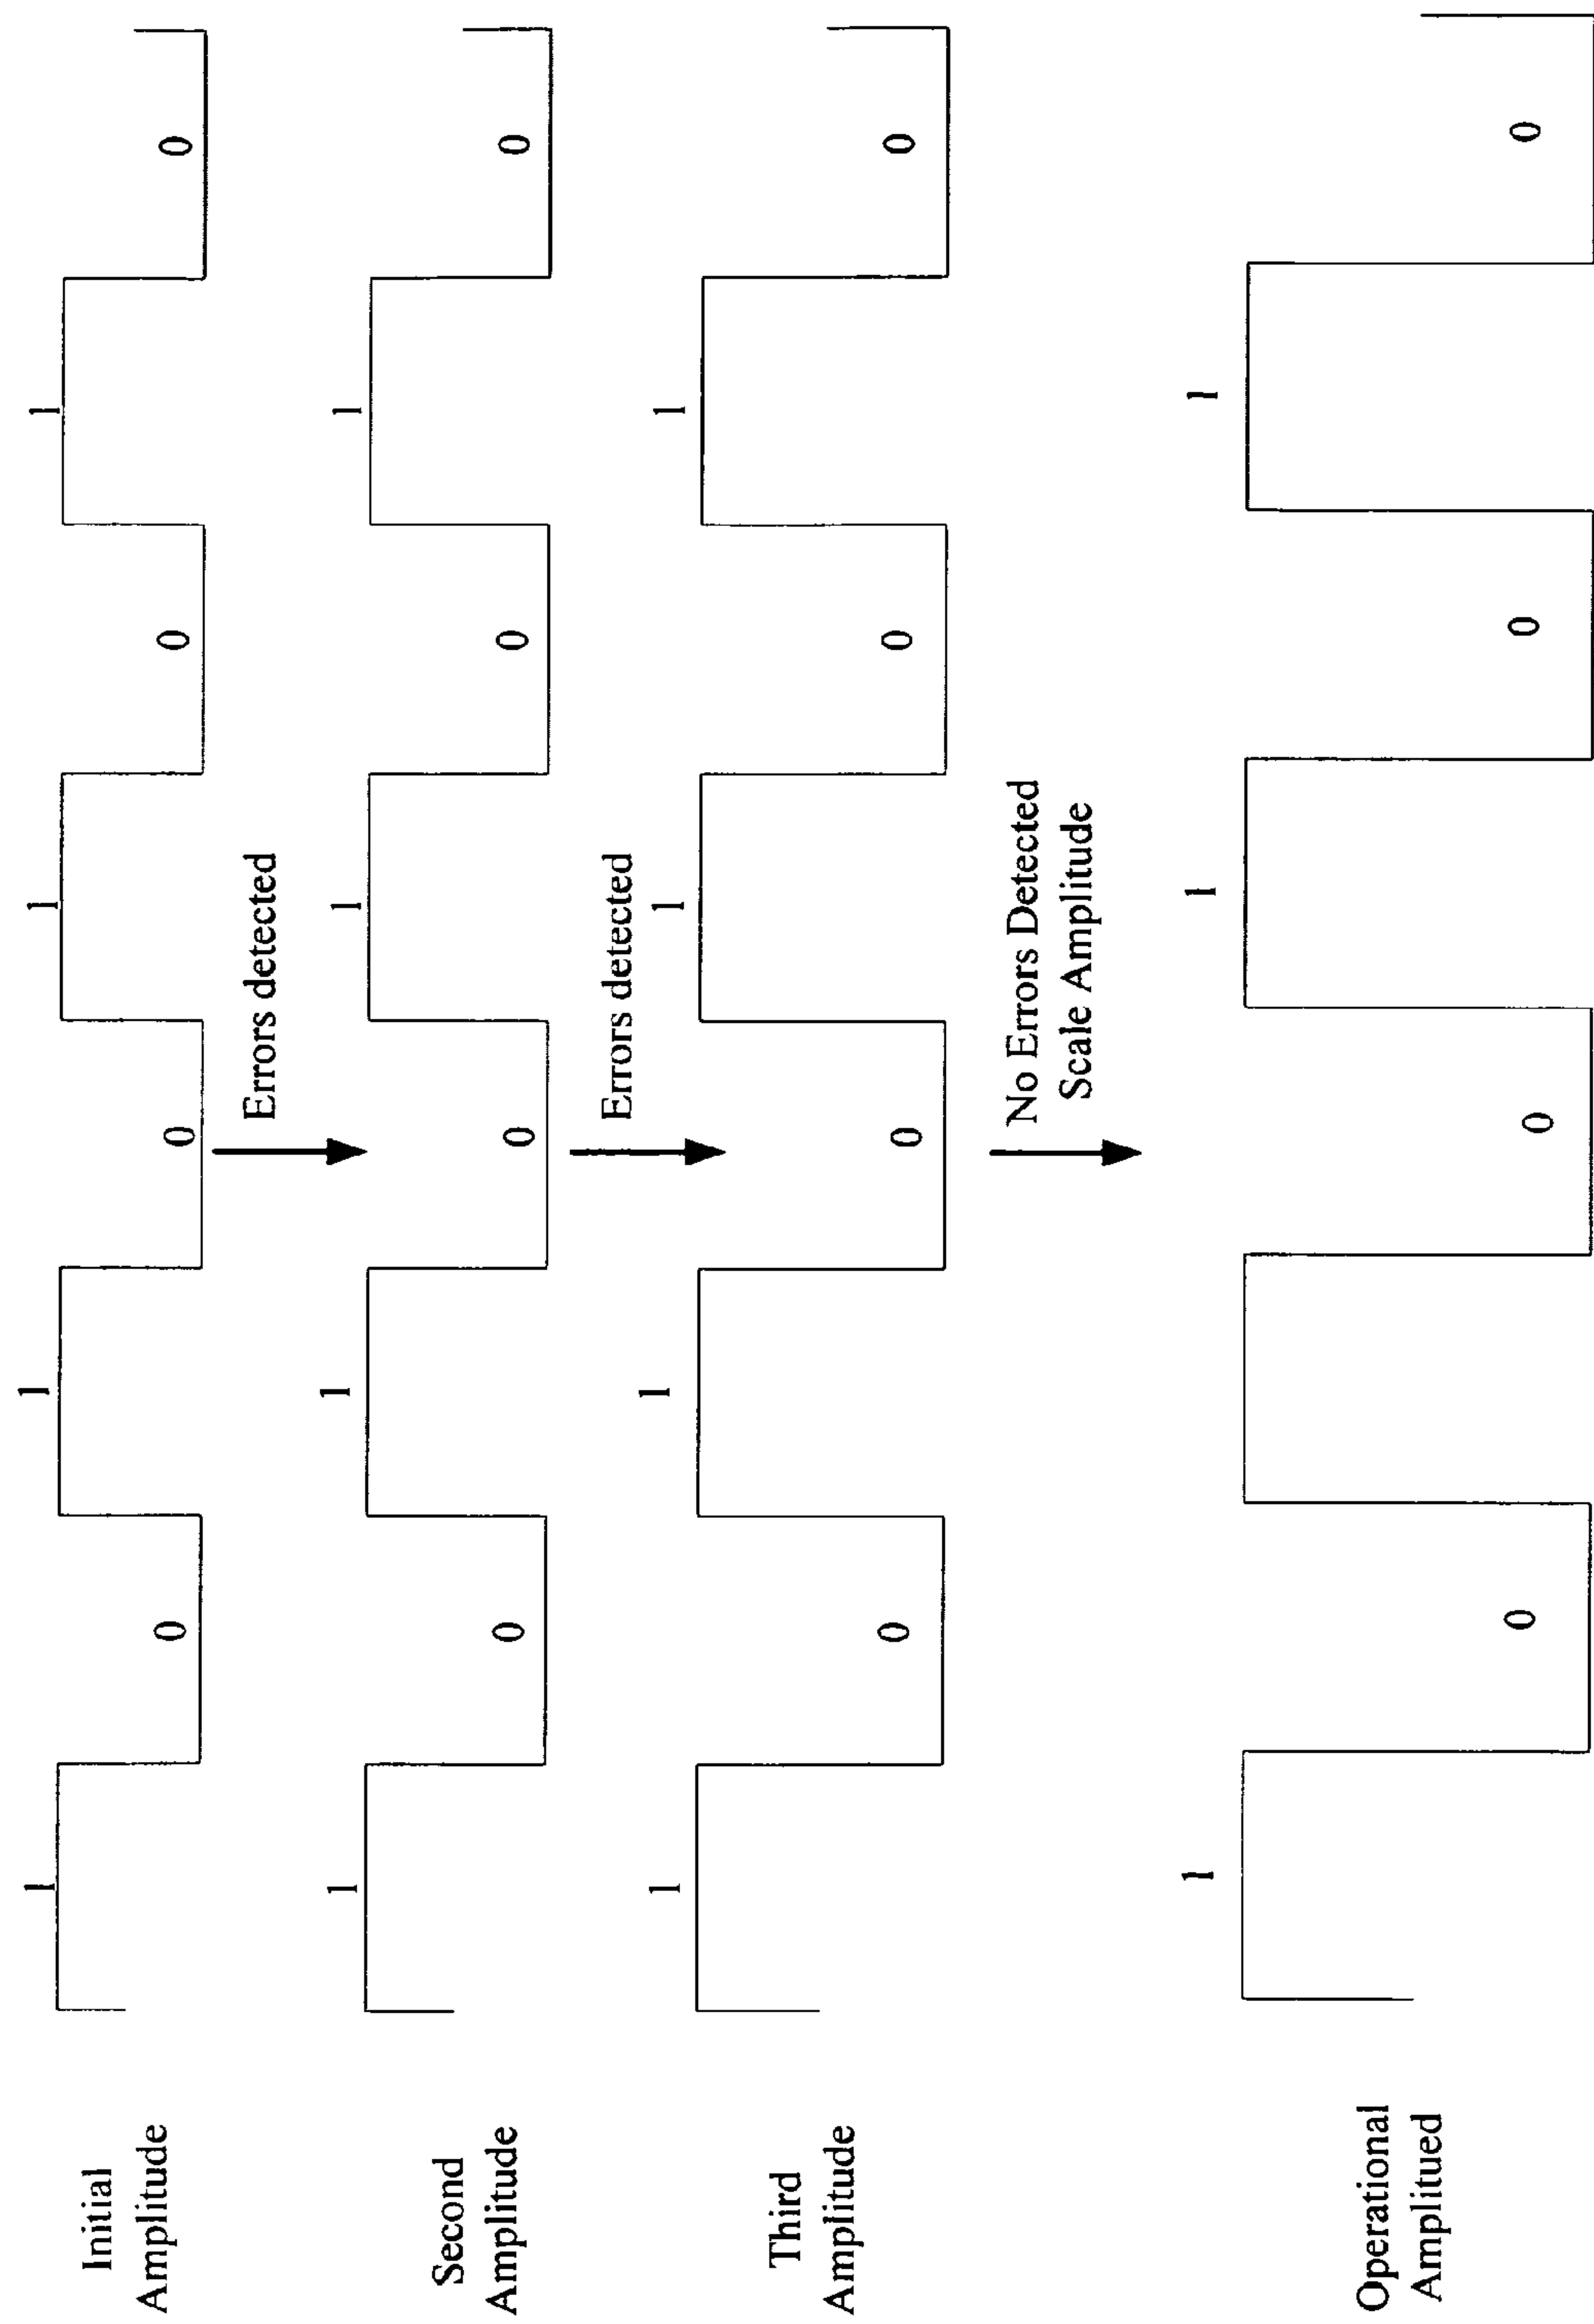 Initial
Amplitude
1 0 1 0 1 0 1 0
Errors detected
Second
Amplitude
1 0 1 0 1 0 1 0
Errors detected
Third
Amplitude
1 0 1 0 1 0 1 0
No Errors Detected
Scale Amplitude
Operational
Amplitued
1 0 0 1 0 1 0